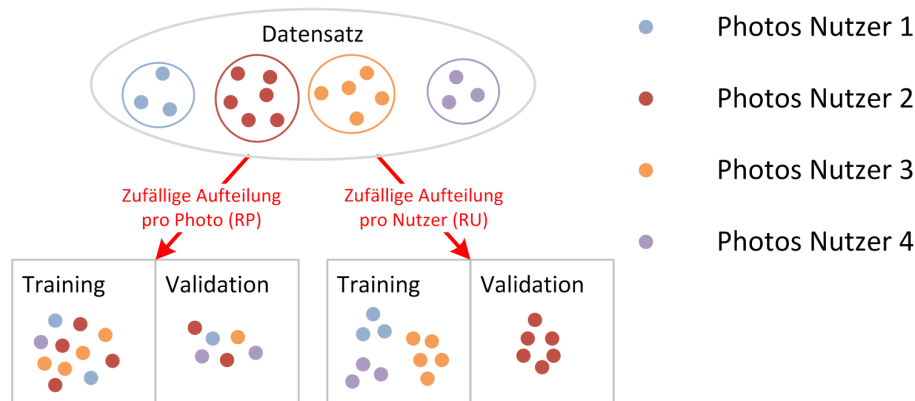 Datensatz
Photos Nutzer 1
Photos Nutzer 2
Photos Nutzer 3
Photos Nutzer 4
Zufällige Aufteilung
pro Photo (RP)
Zufällige Aufteilung
pro Nutzer (RU)
Training
Validation
Training
Validation